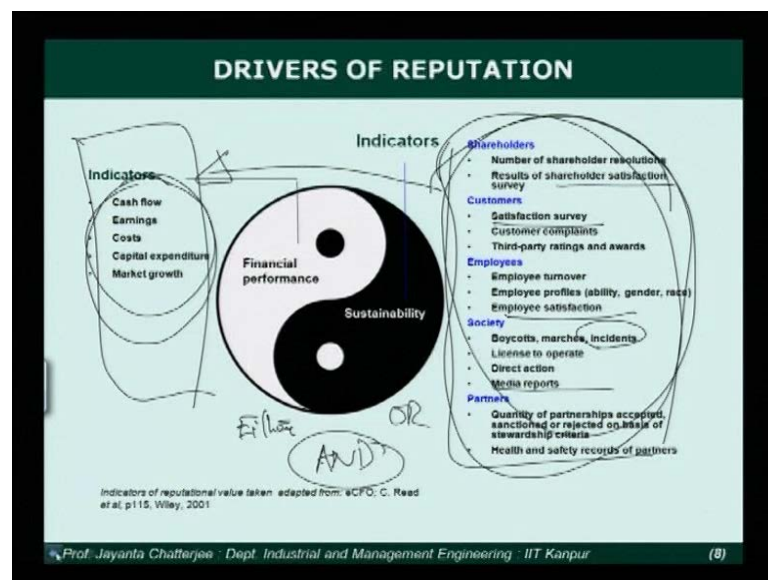 DRIVERS OF REPUTATION
Indicators
Cash flow
Earnings
Costs
Capital expenditure
Market growth
Financial
performance
Sustainability
Indicators
Shareholders
Number of shareholder resolutions
Results of shareholder satisfaction
survey
Customers
Satisfaction survey
Customer complaints
Third-party ratings and awards
Employees
Employee turnover
Employee profiles (ability, gender, race)
Employee satisfaction
Society
Boycotts, marches, incidents
License to operate
Direct action
Media reports
Partners
Quantity of partnerships accepted,
sanctioned or rejected on basis of
stewardship criteria
Health and safety records of partners
Either
OR
AND
Indicators of reputational value taken adapted from: eCFO; C. Read
et al, p115, Wiley, 2001
Prof. Jayanta Chatterjee : Dept. Industrial and Management Engineering : IIT Kanpur
(8)